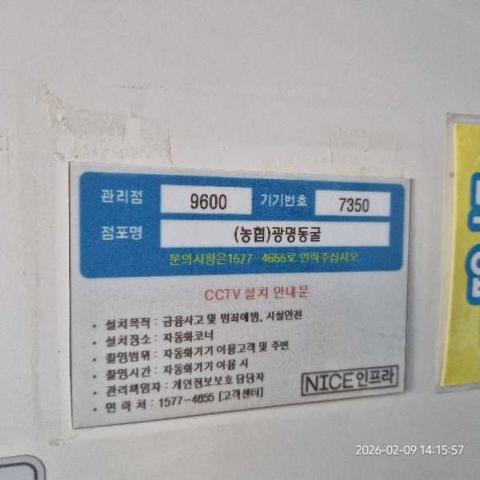 관리점 9600 기기번호 7350
점포명 (농협)광명동굴
문의사항은1577-4655로 연락주십시오
CCTV 설치 안내문
• 설치목적 : 금융사고 및 범죄예방, 시설안전
• 설치장소 : 자동화코너
• 촬영범위 : 자동화기기 이용고객 및 주변
• 촬영시간 : 자동화기기 이용 시
• 관리책임자 : 개인정보보호 담당자
• 연 락 처 : 1577-4655 [고객센터]
NICE인프라
2026-02-09 14:15:57